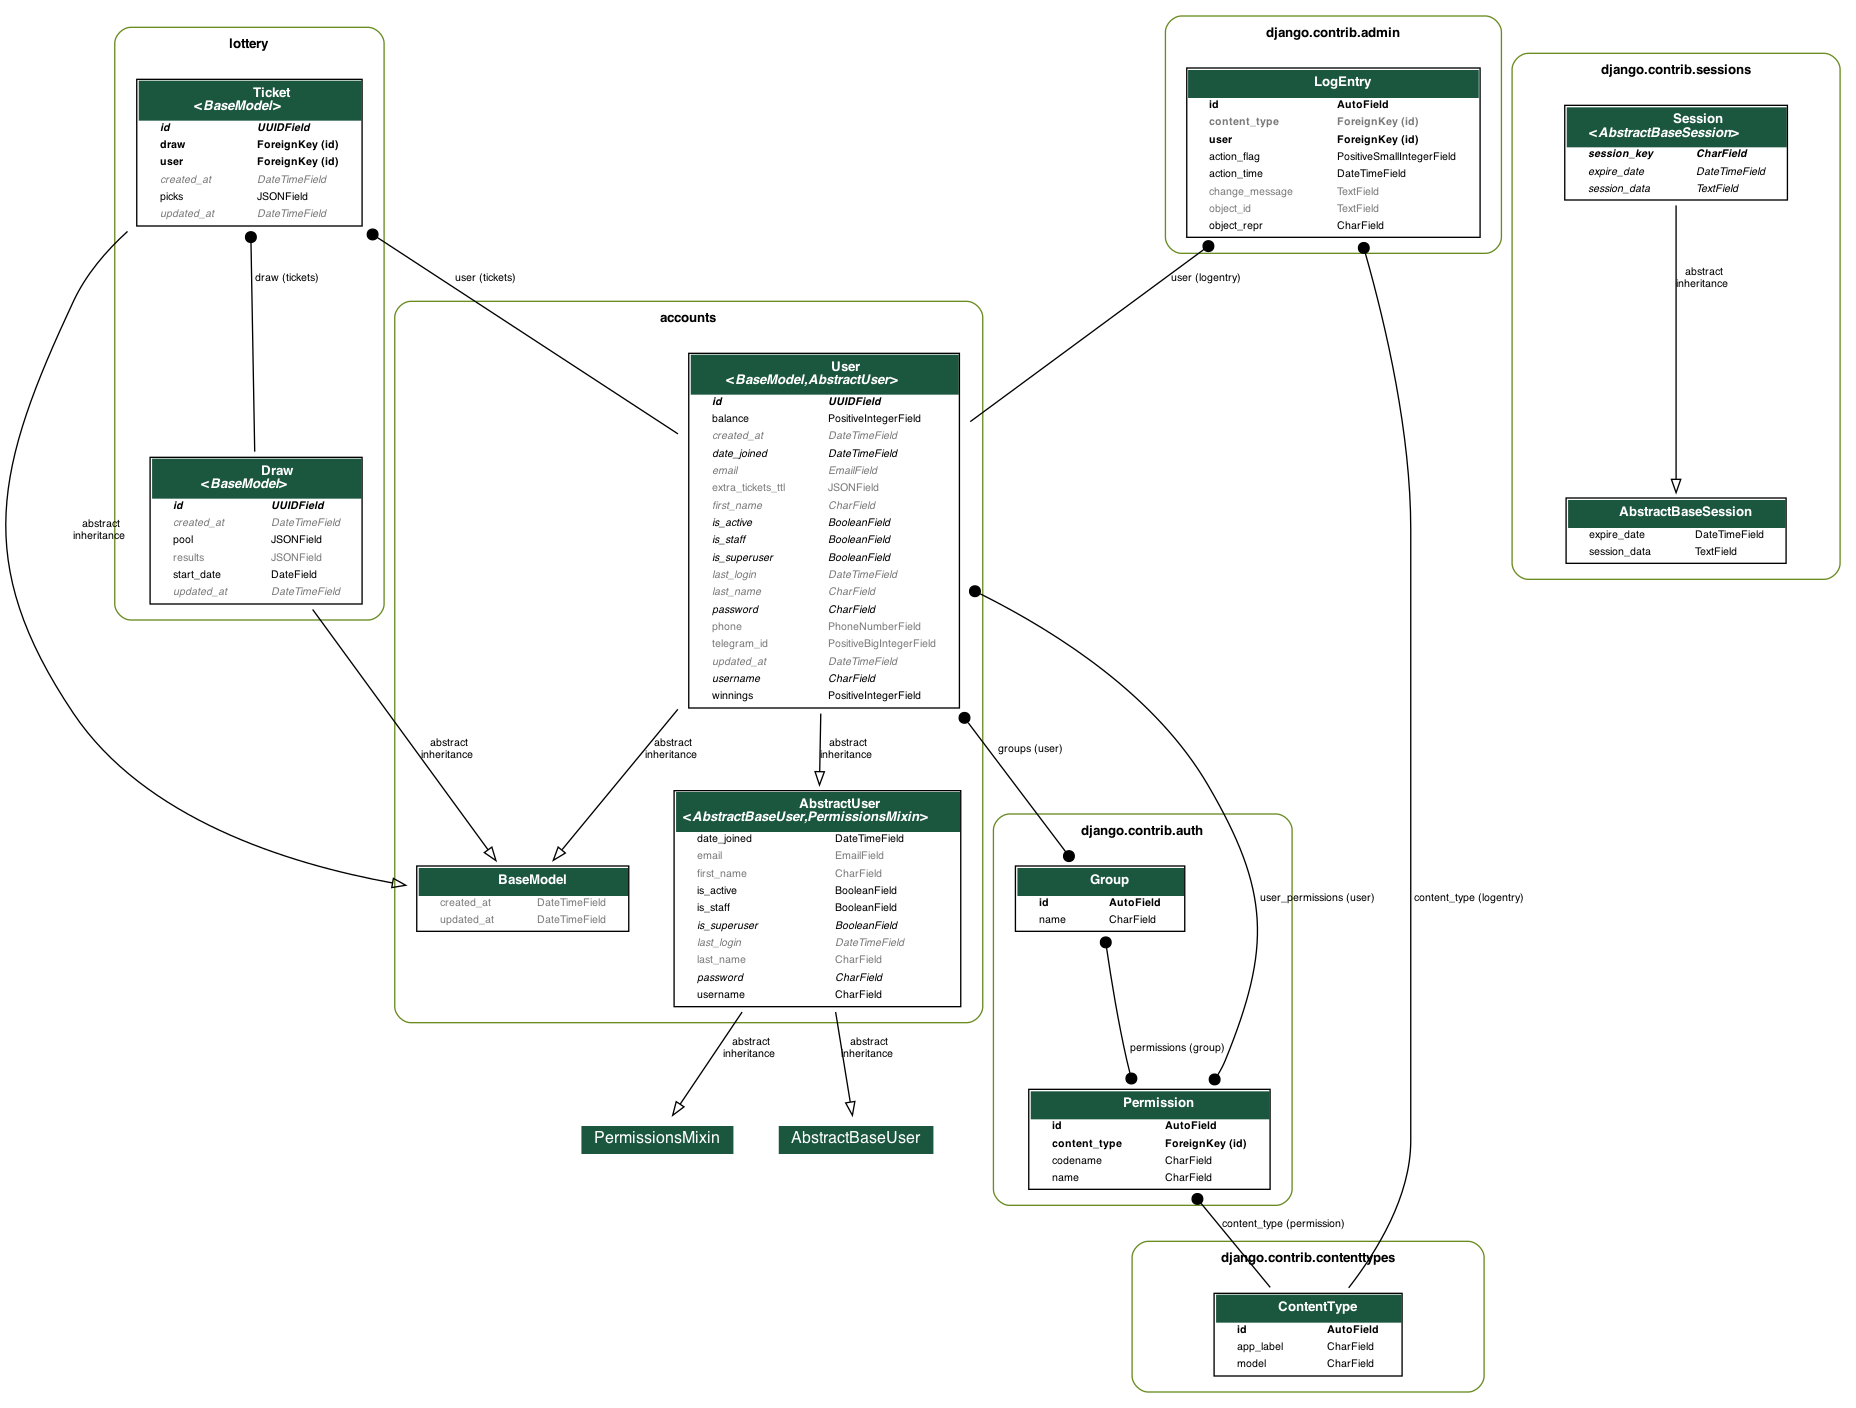 lottery
Ticket
<BaseModel>
id UUIDField
draw ForeignKey (id)
user ForeignKey (id)
created_at DateTimeField
picks JSONField
updated_at DateTimeField
draw (tickets)
user (tickets)
Draw
<BaseModel>
id UUIDField
created_at DateTimeField
pool JSONField
results JSONField
start_date DateField
updated_at DateTimeField
abstract
inheritance
abstract
inheritance
accounts
User
<BaseModel,AbstractUser>
id UUIDField
balance PositiveIntegerField
created_at DateTimeField
date_joined DateTimeField
email EmailField
extra_tickets_ttl JSONField
first_name CharField
is_active BooleanField
is_staff BooleanField
is_superuser BooleanField
last_login DateTimeField
last_name CharField
password CharField
phone PhoneNumberField
telegram_id PositiveBigIntegerField
updated_at DateTimeField
username CharField
winnings PositiveIntegerField
abstract
inheritance
abstract
inheritance
BaseModel
created_at DateTimeField
updated_at DateTimeField
AbstractUser
<AbstractBaseUser,PermissionsMixin>
date_joined DateTimeField
email EmailField
first_name CharField
is_active BooleanField
is_staff BooleanField
is_superuser BooleanField
last_login DateTimeField
last_name CharField
password CharField
username CharField
abstract
inheritance
abstract
inheritance
PermissionsMixin
AbstractBaseUser
django.contrib.admin
LogEntry
id AutoField
content_type ForeignKey (id)
user ForeignKey (id)
action_flag PositiveSmallIntegerField
action_time DateTimeField
change_message TextField
object_id TextField
object_repr CharField
user (logentry)
groups (user)
django.contrib.auth
Group
id AutoField
name CharField
user_permissions (user)
content_type (logentry)
permissions (group)
Permission
id AutoField
content_type ForeignKey (id)
codename CharField
name CharField
content_type (permission)
django.contrib.contenttypes
ContentType
id AutoField
app_label CharField
model CharField
django.contrib.sessions
Session
<AbstractBaseSession>
session_key CharField
expire_date DateTimeField
session_data TextField
abstract
inheritance
AbstractBaseSession
expire_date DateTimeField
session_data TextField